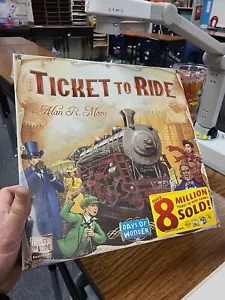 TICKET TO RIDE
Alan R. Moon
DAYS OF
WONDER
8 MILLION
SOLD!